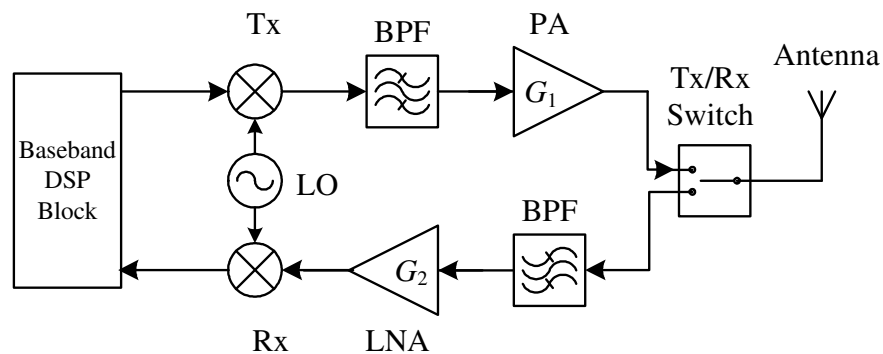 Tx
BPF
PA
Antenna
Tx/Rx
Switch
G1
Baseband
DSP
Block
LO
BPF
G2
Rx
LNA